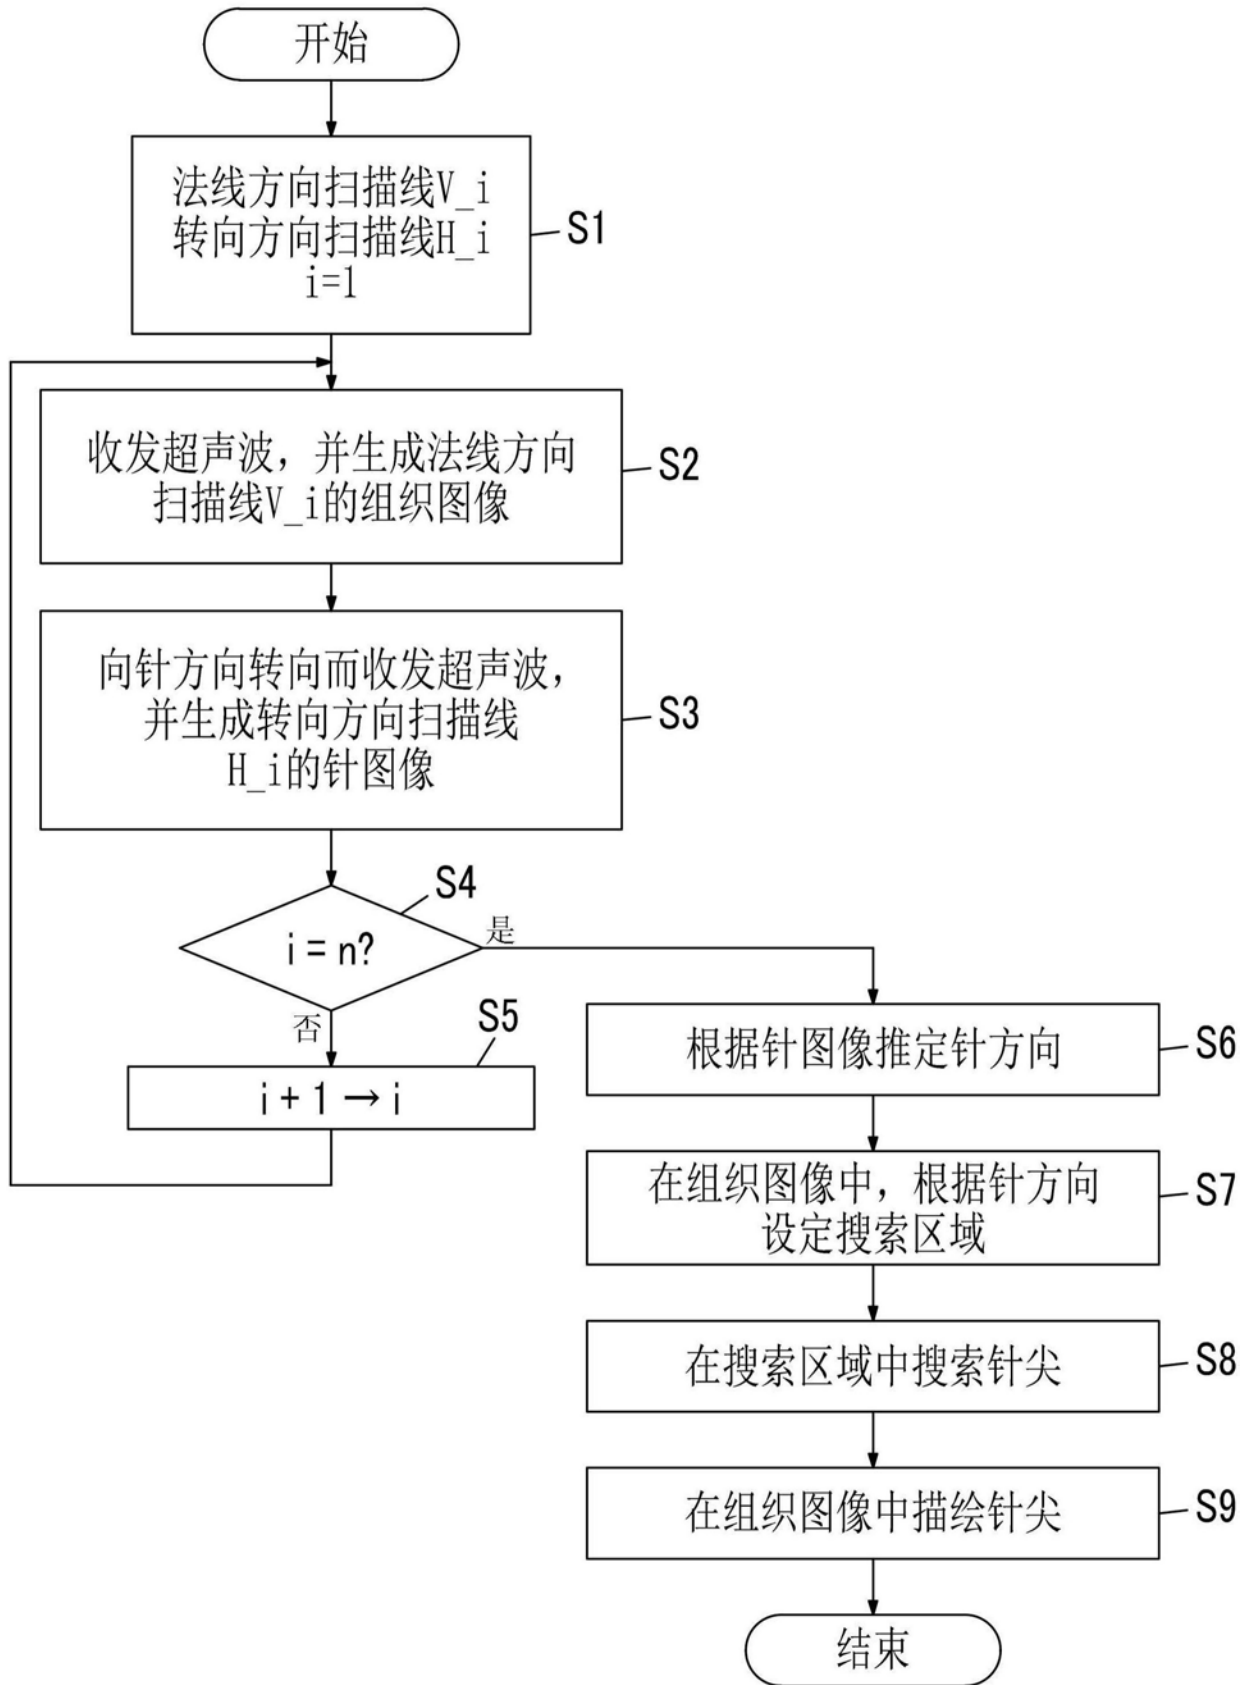 开始
法线方向扫描线V_i
转向方向扫描线H_i
i=1
S1
收发超声波，并生成法线方向
扫描线V_i的组织图像
S2
向针方向转向而收发超声波，
并生成转向方向扫描线
H_i的针图像
S3
S4
i = n?
是
否
S5
i + 1 → i
根据针图像推定针方向
S6
在组织图像中，根据针方向
设定搜索区域
S7
在搜索区域中搜索针尖
S8
在组织图像中描绘针尖
S9
结束